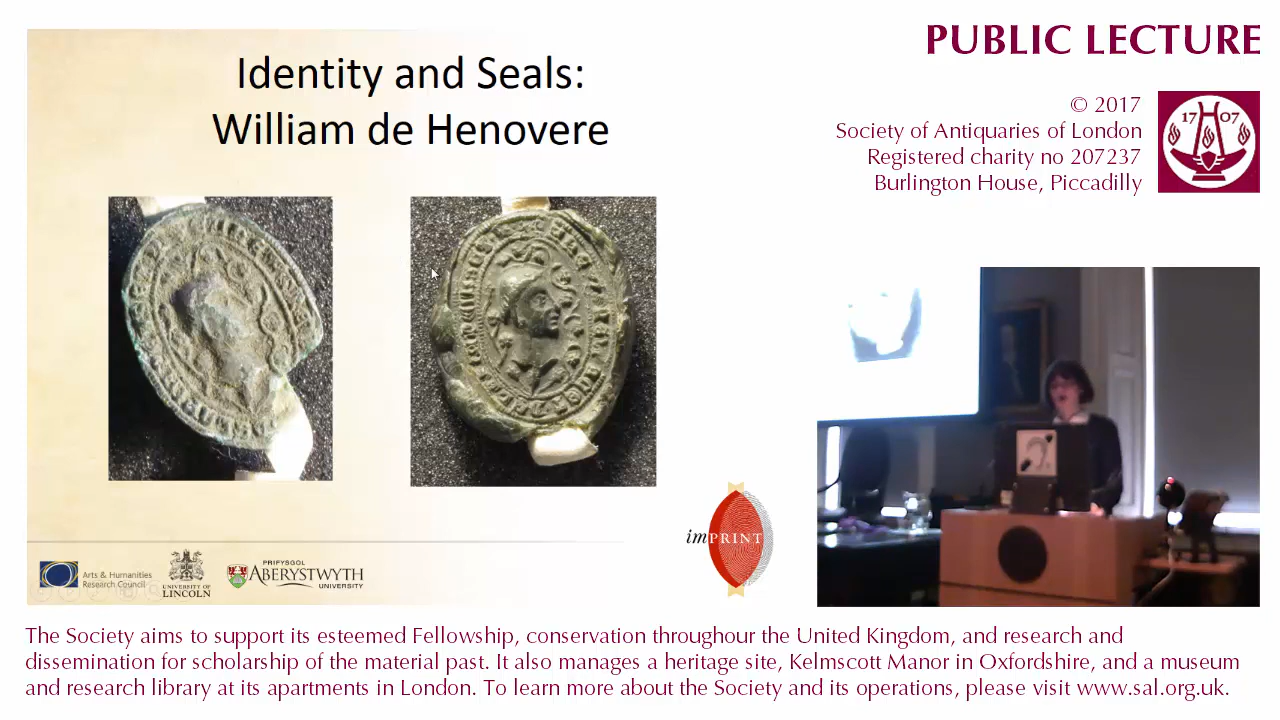 Identity and Seals:
William de Henovere
PUBLIC LECTURE
© 2017
Society of Antiquaries of London
Registered charity no 207237
Burlington House, Piccadilly
17 07
imPRINT
Arts & Humanities
Research Council
UNIVERSITY OF
LINCOLN
PRIFYSGOL
ABERYSTWYTH
UNIVERSITY
The Society aims to support its esteemed Fellowship, conservation throughour the United Kingdom, and research and
dissemination for scholarship of the material past. It also manages a heritage site, Kelmscott Manor in Oxfordshire, and a museum
and research library at its apartments in London. To learn more about the Society and its operations, please visit www.sal.org.uk.